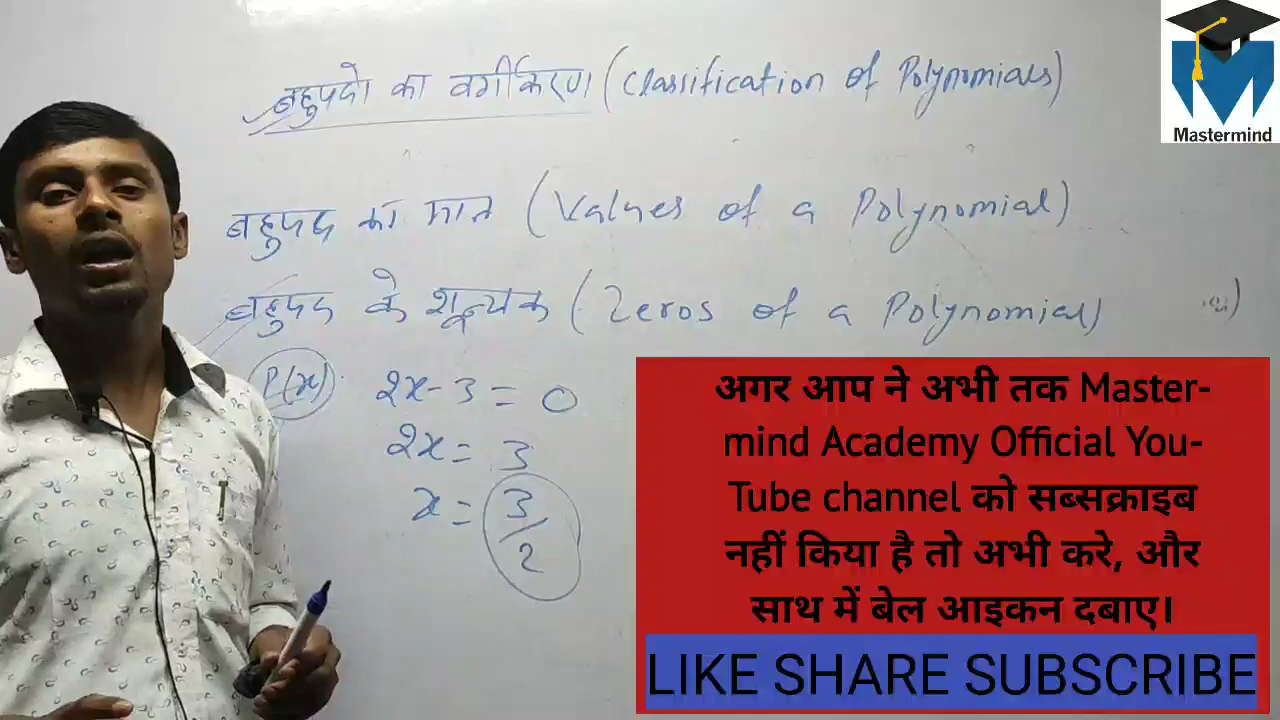 बहुपदो का वर्गीकरण (Classification of Polynomials)
Mastermind
बहुपद का मान (Values of a Polynomial)
बहुपद के शून्यक (Zeros of a Polynomial)
P(x) 2x - 3 = 0
2x = 3
x = 3/2
अगर आप ने अभी तक Master-
mind Academy Official You-
Tube channel को सब्सक्राइब
नहीं किया है तो अभी करे, और
साथ में बेल आइकन दबाए।
LIKE SHARE SUBSCRIBE